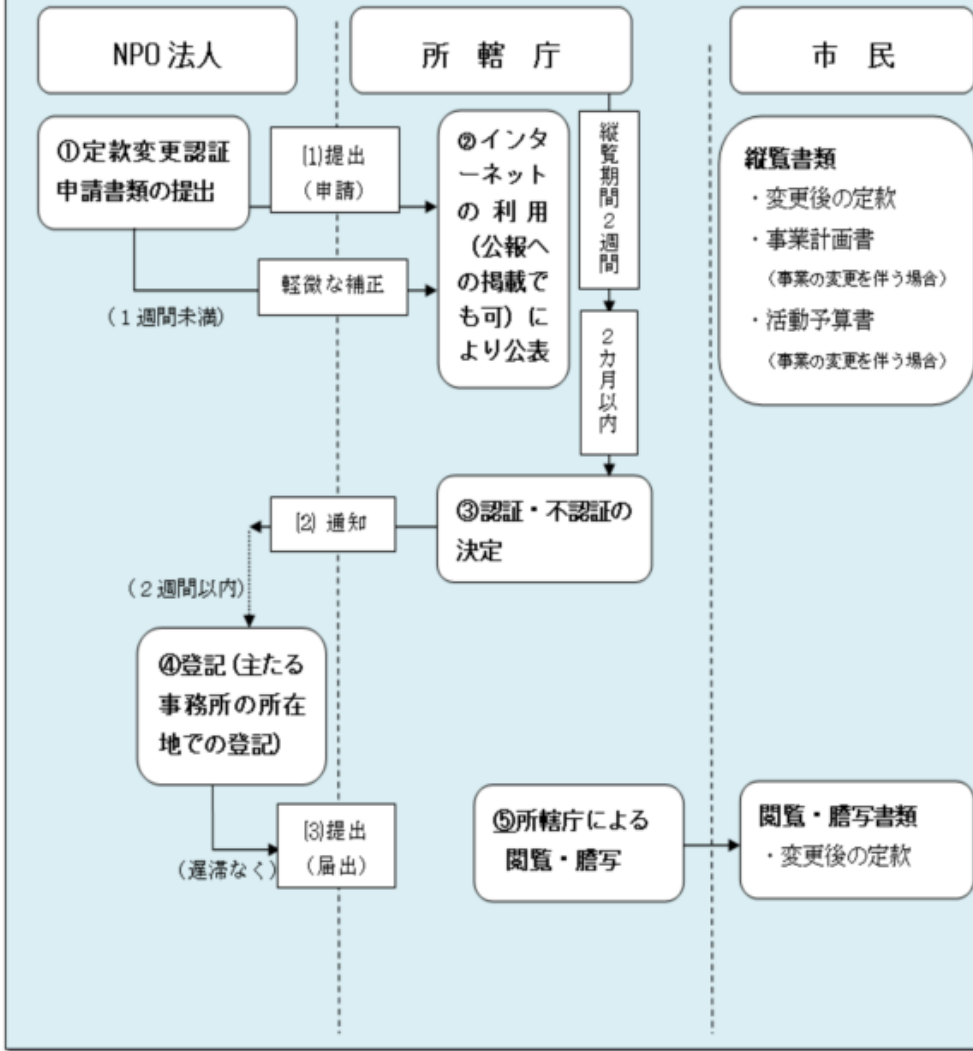 NPO 法人
所 轄 庁
市 民
①定款変更認証
申請書類の提出
[1)提出
(申請)
軽微な補正
(1週間未満)
②インタ
ーネット
の利用
(公報へ
の掲載で
も可)に
より公表
縦覧期間2週間
2カ月以内
縦覧書類
・変更後の定款
・事業計画書
(事業の変更を伴う場合)
・活動予算書
(事業の変更を伴う場合)
③認証・不認証の
決定
[2) 通知
(2週間以内)
④登記(主たる
事務所の所在
地での登記)
[3)提出
(届出)
(遅滞なく)
⑤所轄庁による
閲覧・謄写
閲覧・謄写書類
・変更後の定款